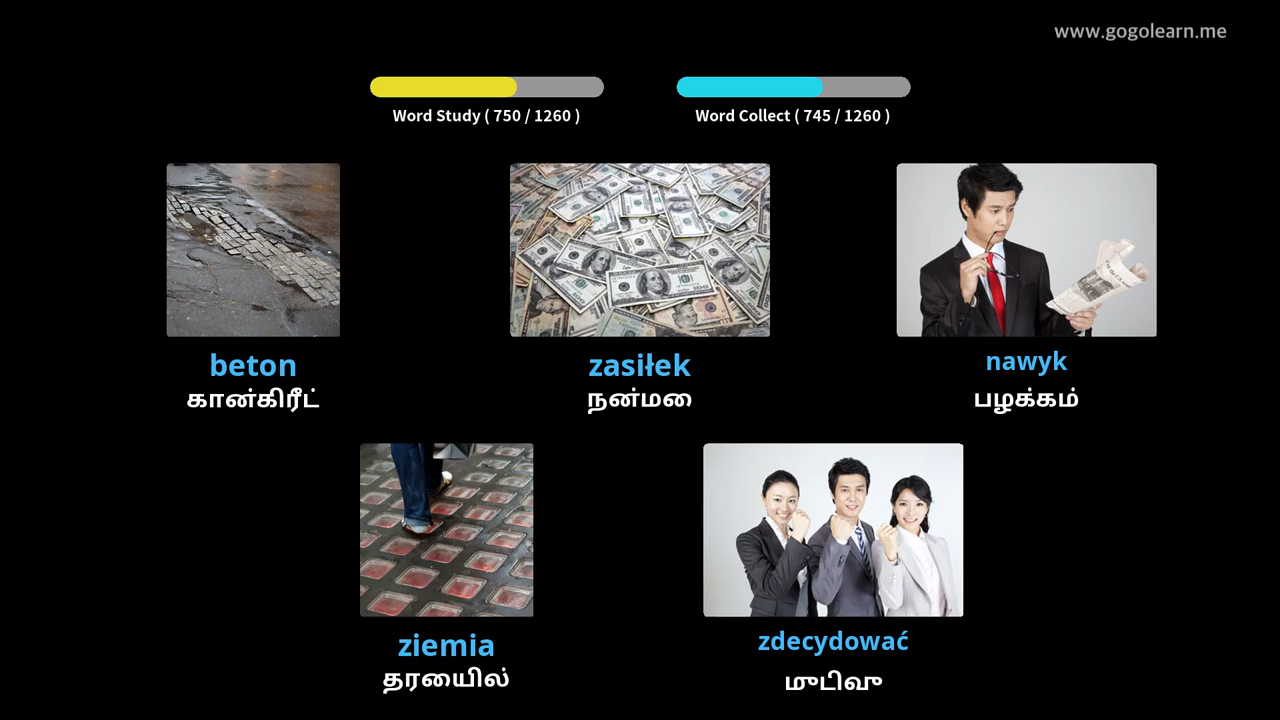 www.gogolearn.me
Word Study ( 750 / 1260 )
Word Collect ( 745 / 1260 )
beton
zasiłek
nawyk
கான்கிரீட்
நன்மை
பழக்கம்
ziemia
zdecydować
தரையில்
முடிவு